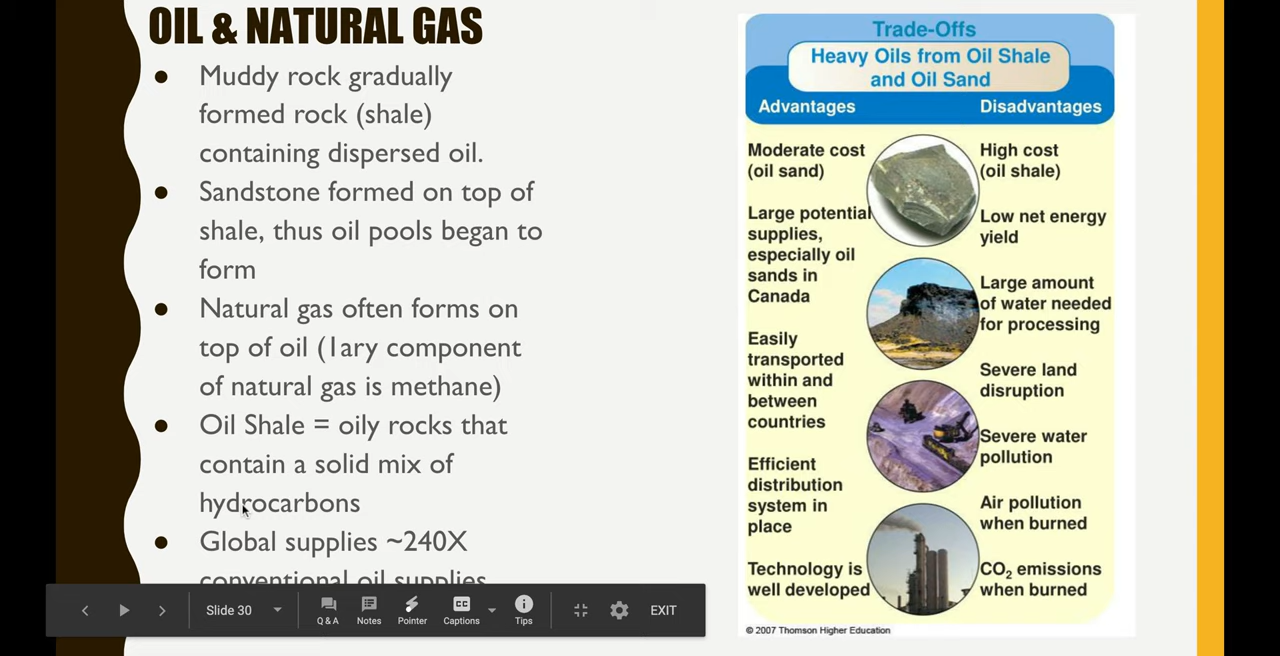 OIL & NATURAL GAS
● Muddy rock gradually
formed rock (shale)
containing dispersed oil.
● Sandstone formed on top of
shale, thus oil pools began to
form
● Natural gas often forms on
top of oil (1ary component
of natural gas is methane)
● Oil Shale = oily rocks that
contain a solid mix of
hydrocarbons
● Global supplies ~240X
conventional oil supplies
Slide 30
Q & A
Notes
Pointer
CC
Captions
Tips
EXIT
Trade-Offs
Heavy Oils from Oil Shale
and Oil Sand
Advantages
Moderate cost
(oil sand)
Large potential
supplies,
especially oil
sands in
Canada
Easily
transported
within and
between
countries
Efficient
distribution
system in
place
Technology is
well developed
Disadvantages
High cost
(oil shale)
Low net energy
yield
Large amount
of water needed
for processing
Severe land
disruption
Severe water
pollution
Air pollution
when burned
CO₂ emissions
when burned
© 2007 Thomson Higher Education